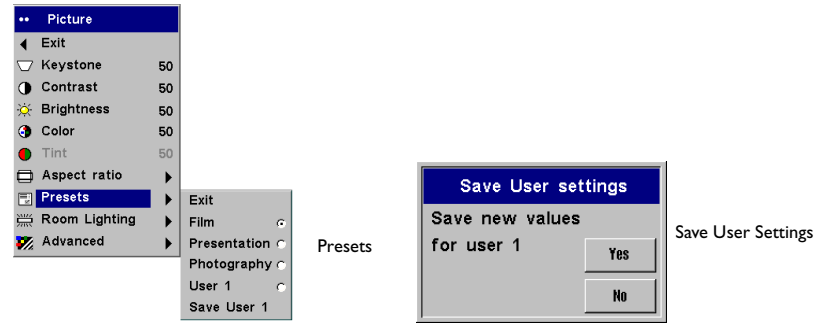 Picture
Exit
Keystone 50
Contrast 50
Brightness 50
Color 50
Tint 50
Aspect ratio
Presets
Room Lighting
Advanced
Exit
Film
Presentation
Photography
User 1
Save User 1
Presets
Save User settings
Save new values
for user 1
Yes
No
Save User Settings